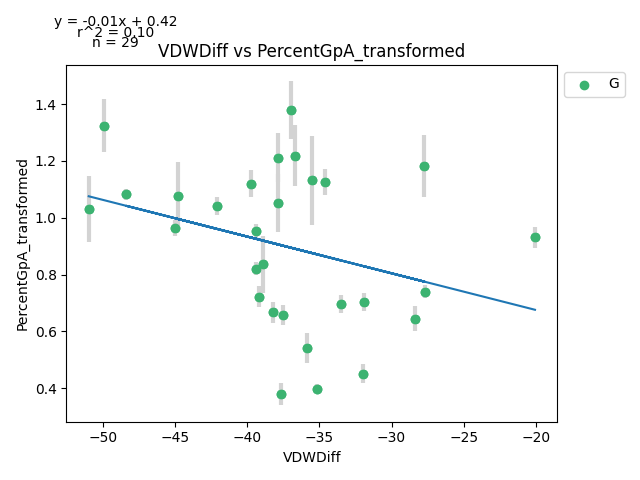 y = -0.01x + 0.42
r^2 = 0.10
n = 29
VDWDiff vs PercentGpA_transformed
G
PercentGpA_transformed
1.4
1.2
1.0
0.8
0.6
0.4
−50
−45
−40
−35
−30
−25
−20
VDWDiff